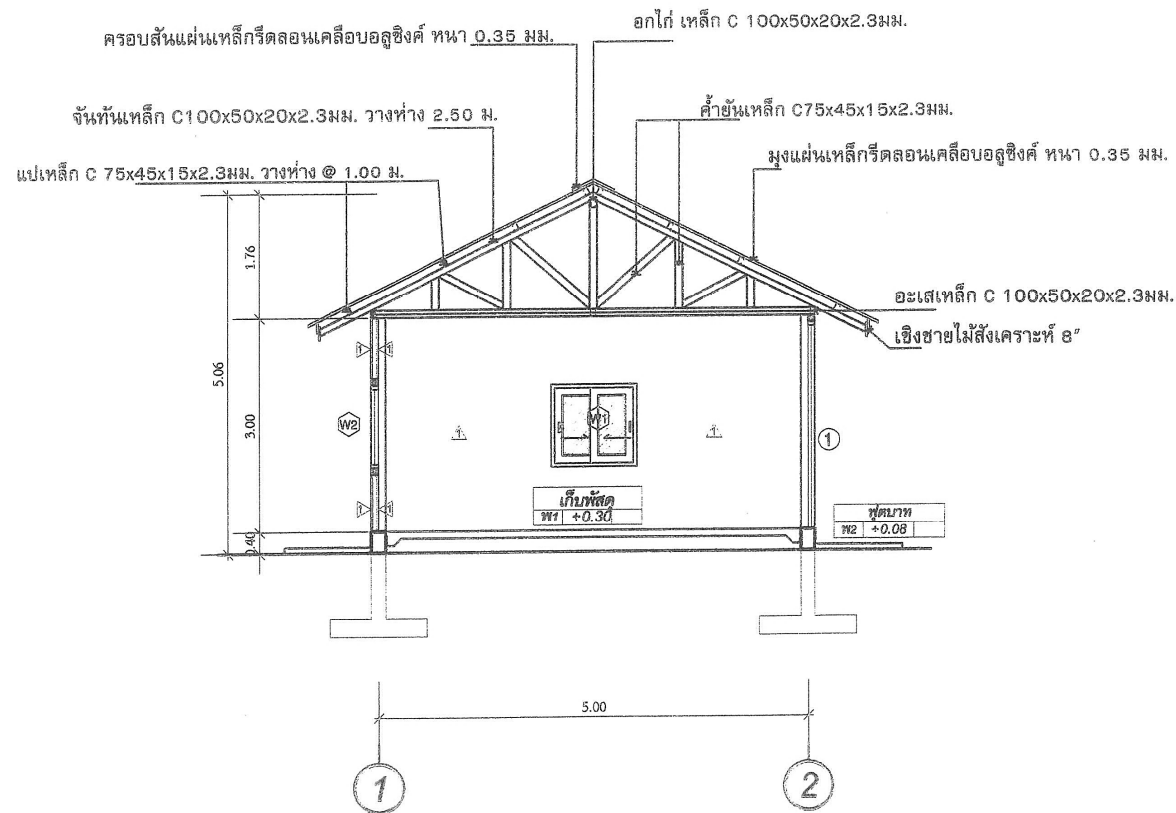 อกไก่ เหล็ก C 100x50x20x2.3มม.
ครอบสันแผ่นเหล็กรีดลอนเคลือบอลูซิงค์ หนา 0.35 มม.
จันทันเหล็ก C100x50x20x2.3มม. วางห่าง 2.50 ม.
ค้ำยันเหล็ก C75x45x15x2.3มม.
มุงแผ่นเหล็กรีดลอนเคลือบอลูซิงค์ หนา 0.35 มม.
แปเหล็ก C 75x45x15x2.3มม. วางห่าง @ 1.00 ม.
1.76
อะเสเหล็ก C 100x50x20x2.3มม.
เชิงชายไม้สังเคราะห์ 8"
1 1
5.06
3.00
W2
W1
1
1
1
เก็บพัสดุ
พ1 +0.30
1 1
ฟุตบาท
พ2 +0.08
0.40
5.00
1
2